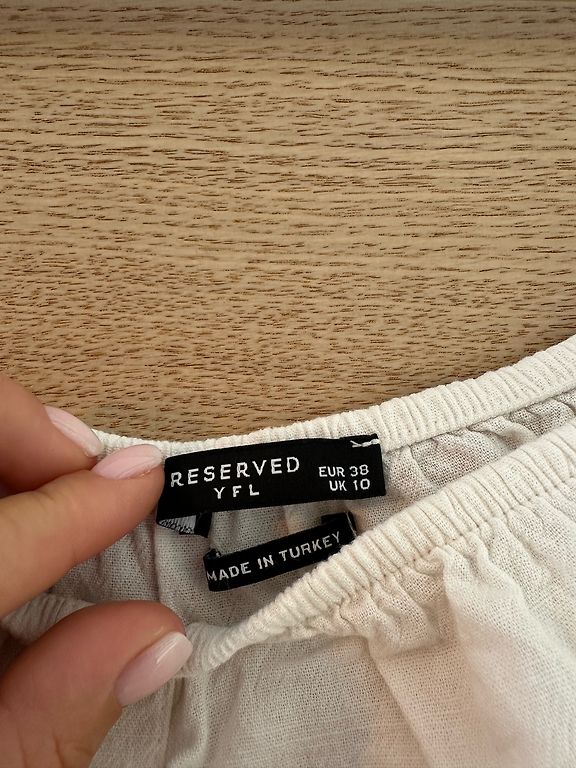 RESERVED
YFL
EUR 38
UK 10
MADE IN TURKEY